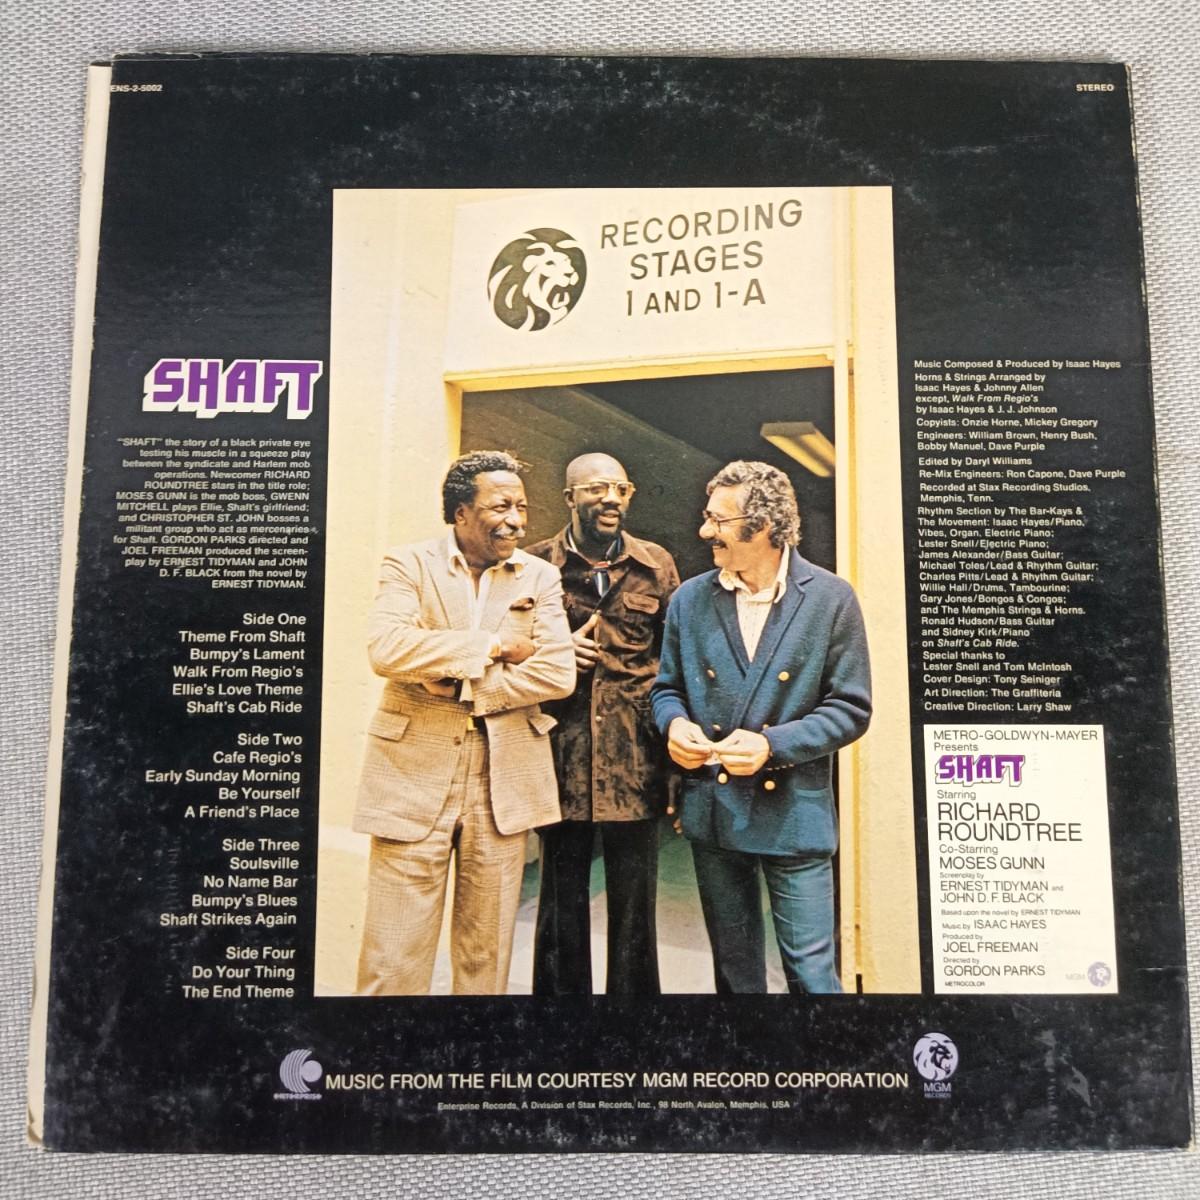 ENS-2-5002
STEREO
RECORDING
STAGES
1 AND 1-A
SHAFT
"SHAFT" the story of a black private eye
testing his muscle in a squeeze play
between the syndicate and Harlem mob
operations. Newcomer RICHARD
ROUNDTREE stars in the title role;
MOSES GUNN is the mob boss, GWENN
MITCHELL plays Ellie, Shaft's girlfriend;
and CHRISTOPHER ST. JOHN bosses a
militant group who act as mercenaries
for Shaft. GORDON PARKS directed and
JOEL FREEMAN produced the screen-
play by ERNEST TIDYMAN and JOHN
D. F. BLACK from the novel by
ERNEST TIDYMAN.
Side One
Theme From Shaft
Bumpy's Lament
Walk From Regio's
Ellie's Love Theme
Shaft's Cab Ride
Side Two
Cafe Regio's
Early Sunday Morning
Be Yourself
A Friend's Place
Side Three
Soulsville
No Name Bar
Bumpy's Blues
Shaft Strikes Again
Side Four
Do Your Thing
The End Theme
Music Composed & Produced by Isaac Hayes
Horns & Strings Arranged by
Isaac Hayes & Johnny Allen
except, Walk From Regio's
by Isaac Hayes & J. J. Johnson
Copyists: Onzie Horne, Mickey Gregory
Engineers: William Brown, Henry Bush,
Bobby Manuel, Dave Purple
Edited by Daryl Williams
Re-Mix Engineers: Ron Capone, Dave Purple
Recorded at Stax Recording Studios,
Memphis, Tenn.
Rhythm Section by The Bar-Kays &
The Movement: Isaac Hayes/Piano,
Vibes, Organ, Electric Piano;
Lester Snell/Electric Piano;
James Alexander/Bass Guitar;
Michael Toles/Lead & Rhythm Guitar;
Charles Pitts/Lead & Rhythm Guitar;
Willie Hall/Drums, Tambourine;
Gary Jones/Bongos & Congos;
and The Memphis Strings & Horns.
Ronald Hudson/Bass Guitar
and Sidney Kirk/Piano
on Shaft's Cab Ride.
Special thanks to
Lester Snell and Tom McIntosh
Cover Design: Tony Seiniger
Art Direction: The Graffiteria
Creative Direction: Larry Shaw
METRO-GOLDWYN-MAYER
Presents
SHAFT
Starring
RICHARD
ROUNDTREE
Co-Starring
MOSES GUNN
Screenplay by
ERNEST TIDYMAN and
JOHN D. F. BLACK
Based upon the novel by ERNEST TIDYMAN
Music by ISAAC HAYES
Produced by
JOEL FREEMAN
Directed by
GORDON PARKS
METROCOLOR
MGM
ENTERPRISE
MUSIC FROM THE FILM COURTESY MGM RECORD CORPORATION
MGM
RECORDS
Enterprise Records, A Division of Stax Records, Inc., 98 North Avalon, Memphis, USA